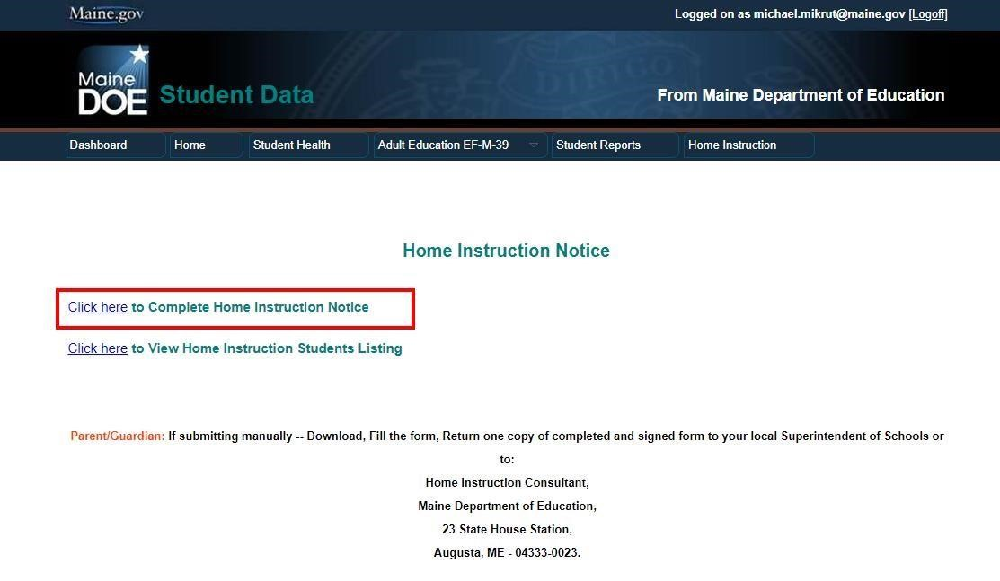 Maine.gov
Logged on as michael.mikrut@maine.gov [Logoff]
DIRIGO
Maine
DOE
Student Data
From Maine Department of Education
Dashboard
Home
Student Health
Adult Education EF-M-39
Student Reports
Home Instruction
Home Instruction Notice
Click here to Complete Home Instruction Notice
Click here to View Home Instruction Students Listing
Parent/Guardian: If submitting manually -- Download, Fill the form, Return one copy of completed and signed form to your local Superintendent of Schools or
to:
Home Instruction Consultant,
Maine Department of Education,
23 State House Station,
Augusta, ME - 04333-0023.